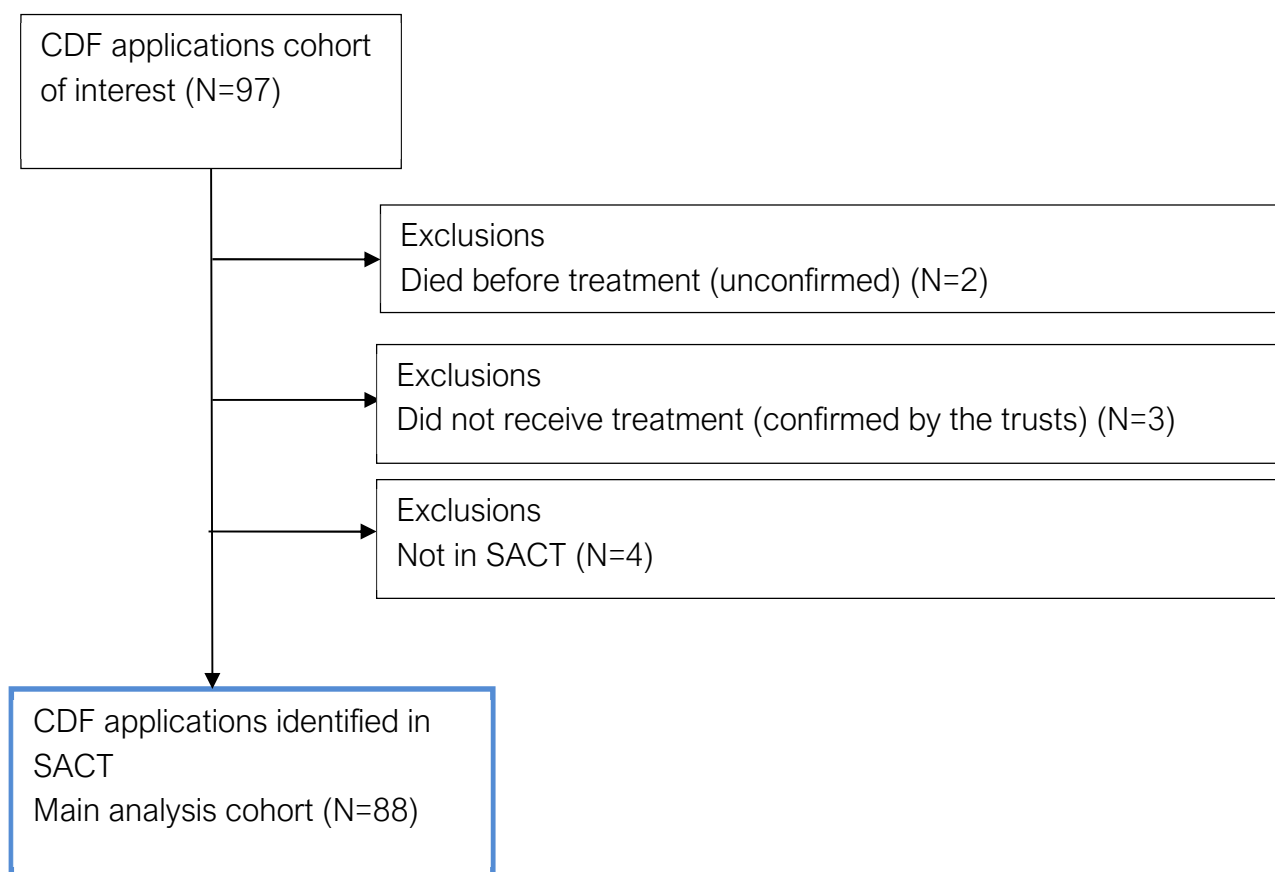 CDF applications cohort
of interest (N=97)
Exclusions
Died before treatment (unconfirmed) (N=2)
Exclusions
Did not receive treatment (confirmed by the trusts) (N=3)
Exclusions
Not in SACT (N=4)
CDF applications identified in
SACT
Main analysis cohort (N=88)